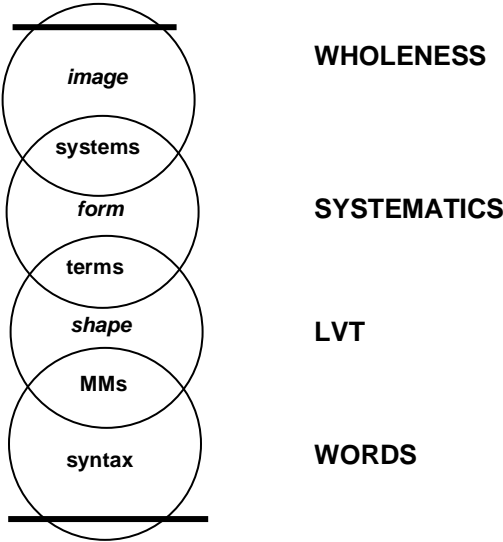 image
WHOLENESS
systems
form
SYSTEMATICS
terms
shape
LVT
MMs
syntax
WORDS